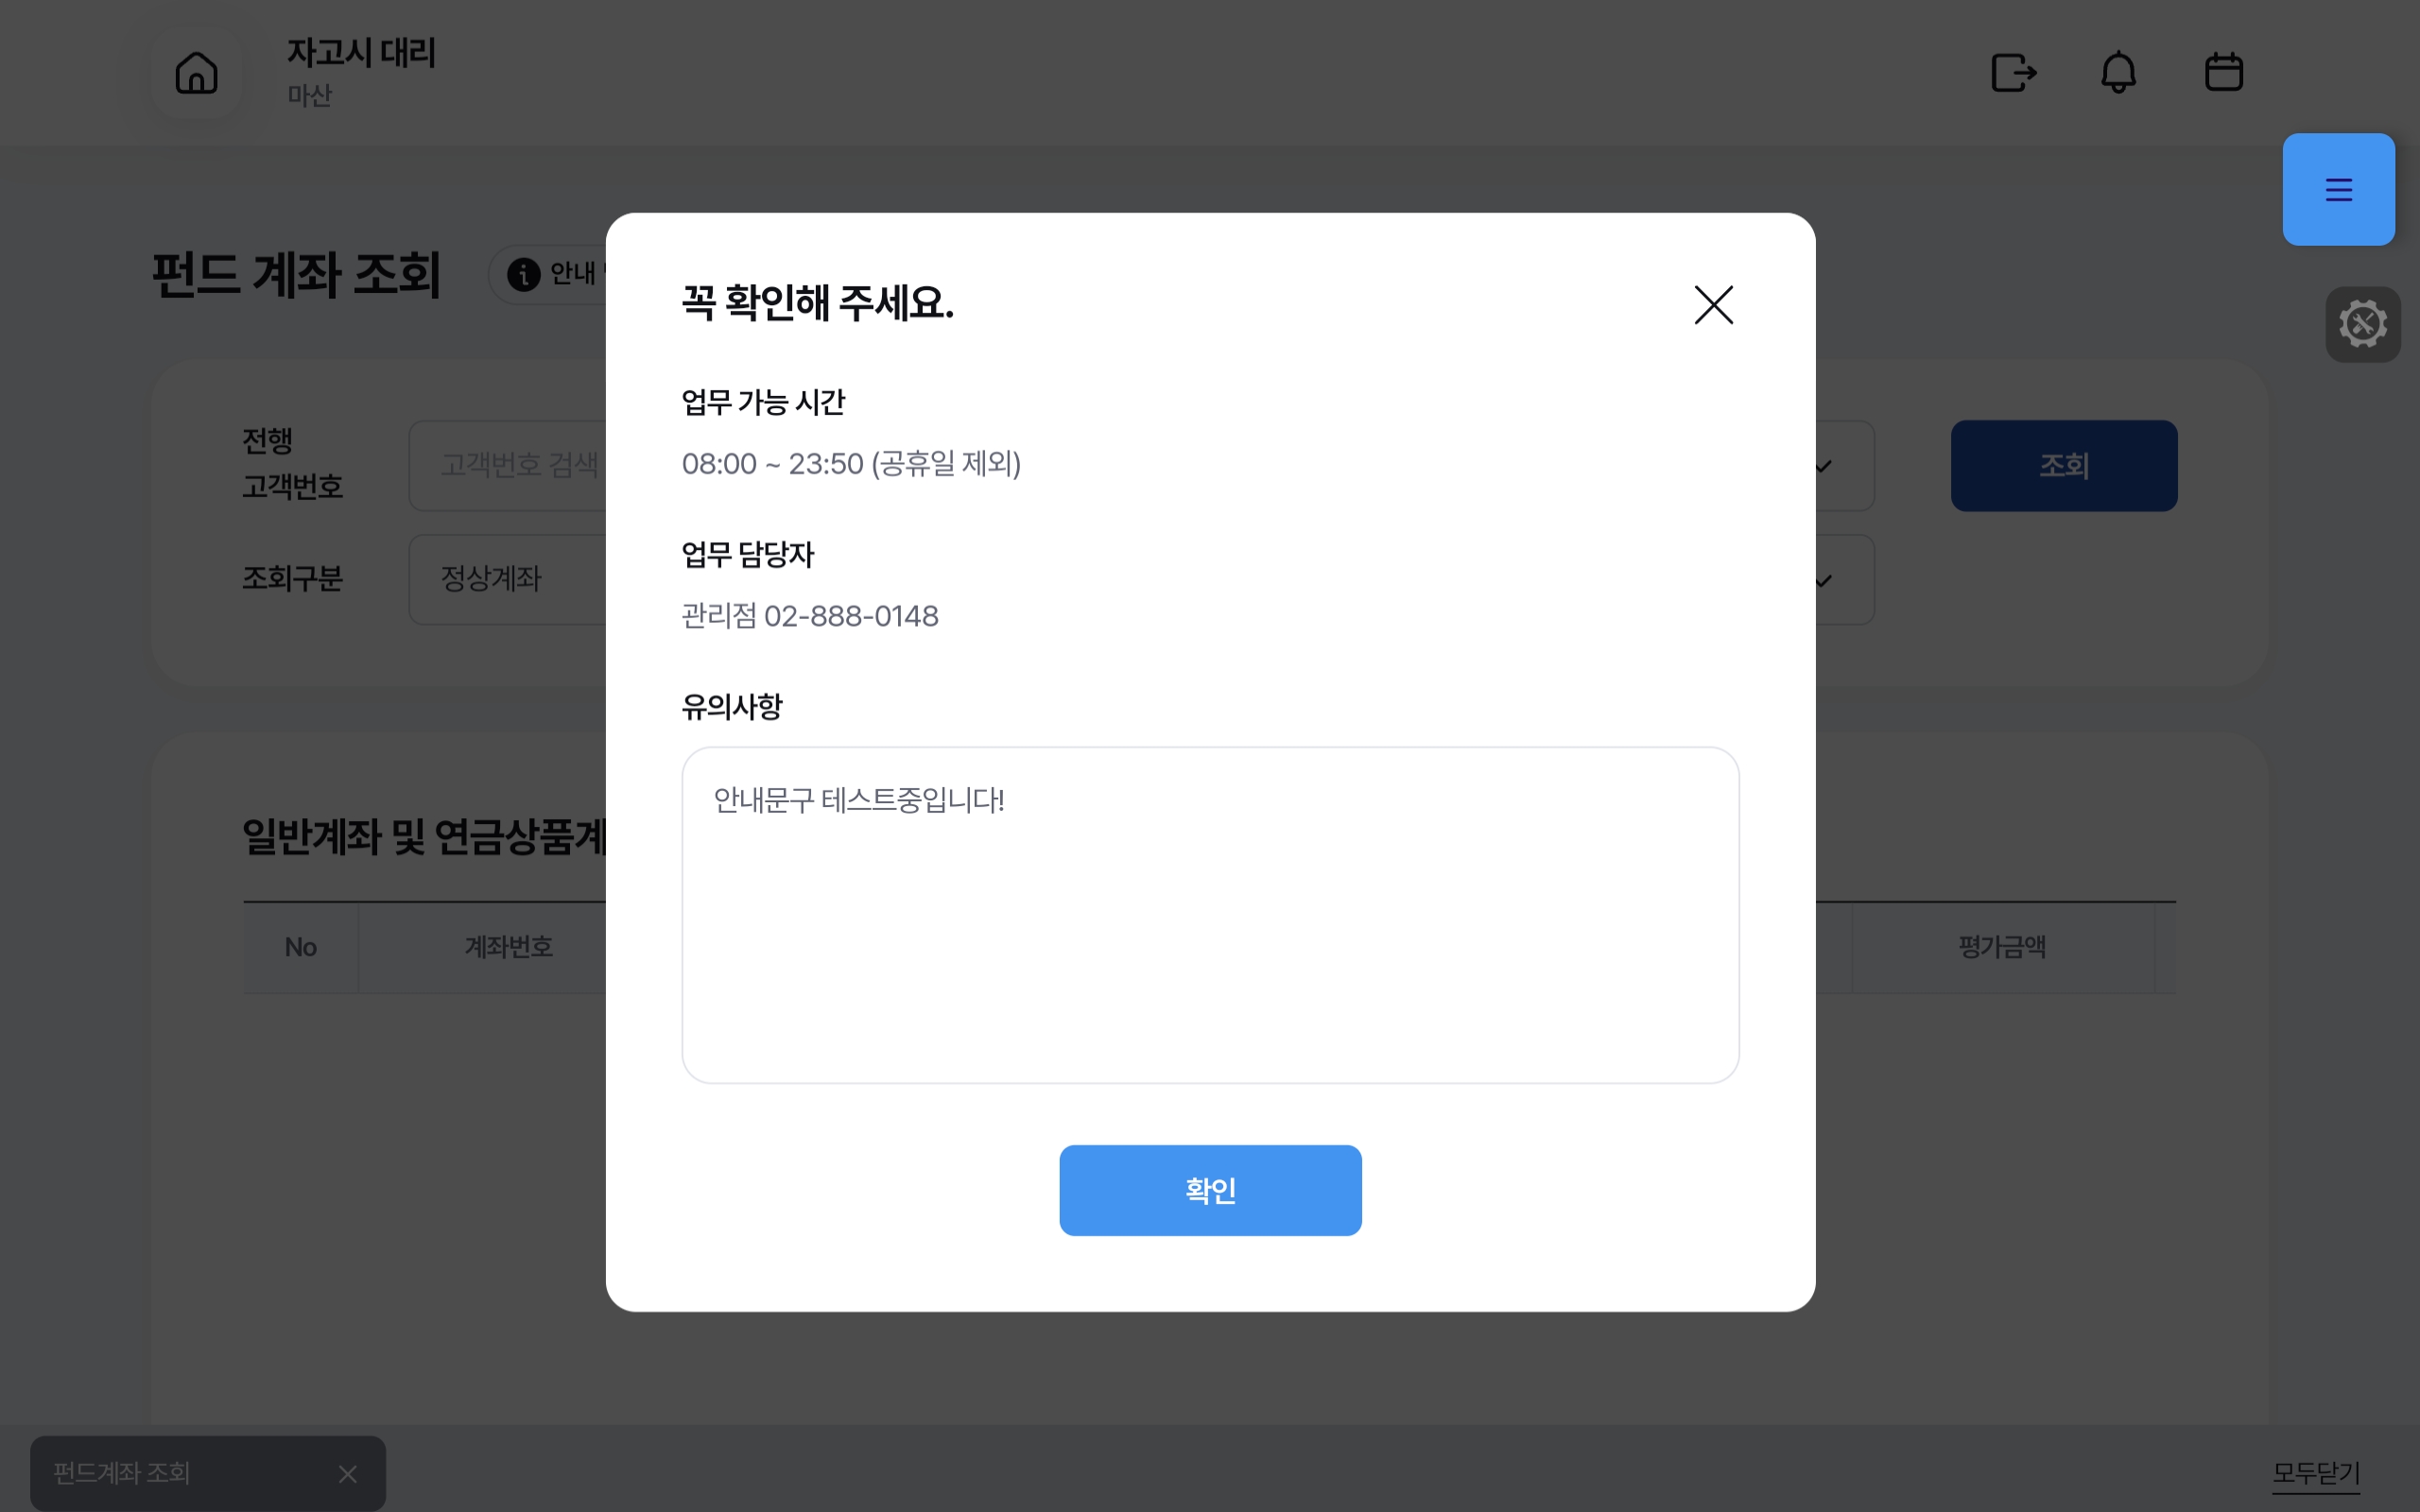 자고시 대리
마산
펀드 계좌 조회
안내
꼭 확인해 주세요.
업무 가능 시간
08:00 ~ 23:50 (공휴일 제외)
업무 담당자
관리점 02-888-0148
유의사항
안내문구 테스트중입니다!
확인
전행
고객번호
고객번호 검색
조회
조회구분
정상계좌
일반계좌 및 연금상품계
No
계좌번호
평가금액
펀드계좌 조회
모두닫기